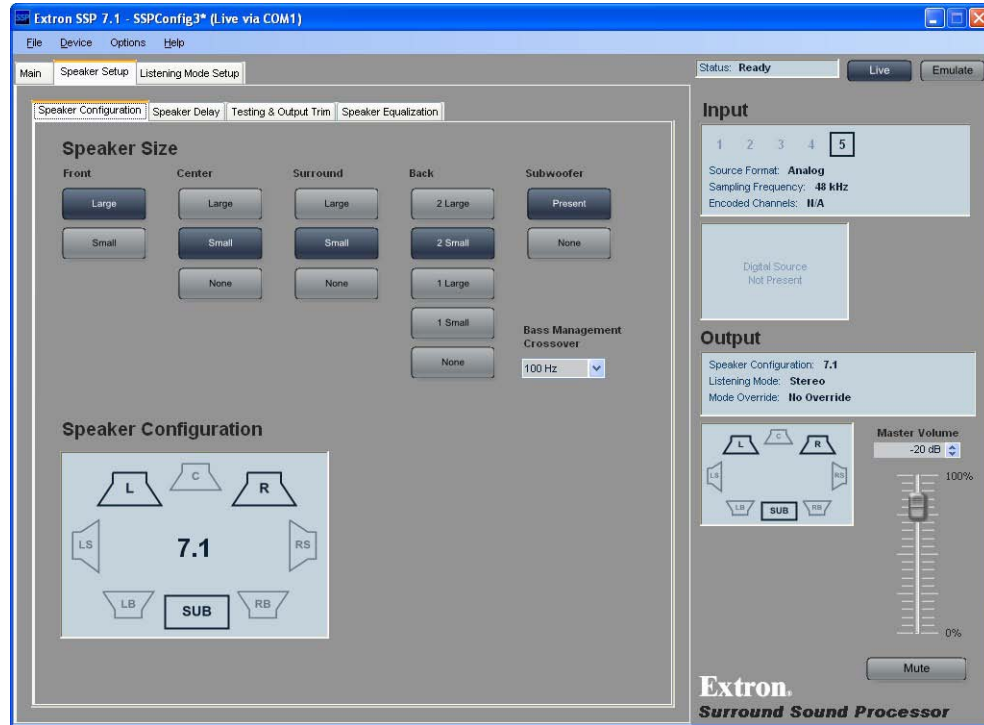 SSP Extron SSP 7.1 - SSPConfig3* (Live via COM1)
File Device Options Help
Main Speaker Setup Listening Mode Setup
Status: Ready Live Emulate
Speaker Configuration Speaker Delay Testing & Output Trim Speaker Equalization
Speaker Size
Front Center Surround Back Subwoofer
Large Large Large 2 Large Present
Small Small Small 2 Small None
None None 1 Large
1 Small
None
Bass Management
Crossover
100 Hz
Speaker Configuration
L C R
LS 7.1 RS
LB SUB RB
Input
1 2 3 4 5
Source Format: Analog
Sampling Frequency: 48 kHz
Encoded Channels: N/A
Digital Source
Not Present
Output
Speaker Configuration: 7.1
Listening Mode: Stereo
Mode Override: No Override
L C R
LS RS
LB SUB RB
Master Volume
-20 dB
100%
0%
Mute
Extron®
Surround Sound Processor